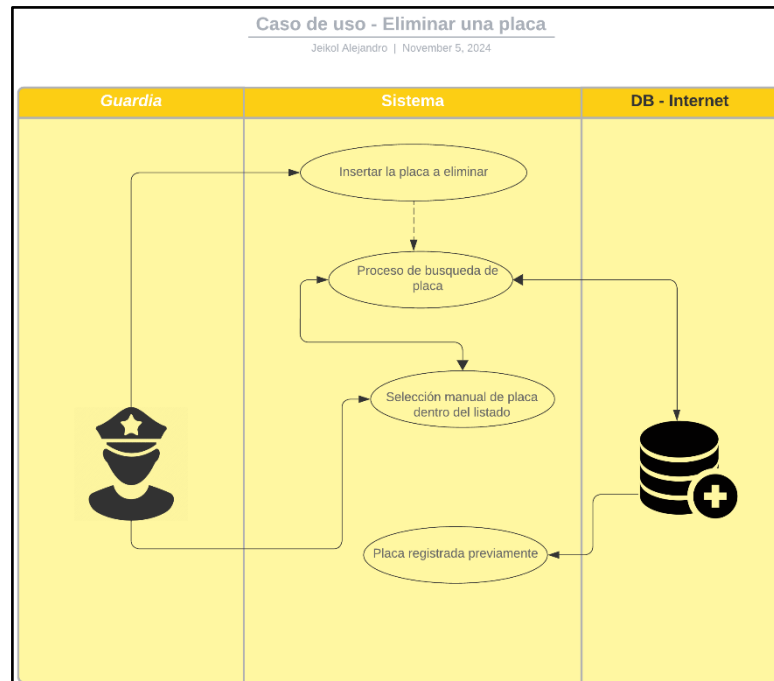 Caso de uso - Eliminar una placa
Jeikol Alejandro | November 5, 2024
Guardia
Sistema
DB - Internet
Insertar la placa a eliminar
Proceso de busqueda de
placa
Selección manual de placa
dentro del listado
Placa registrada previamente